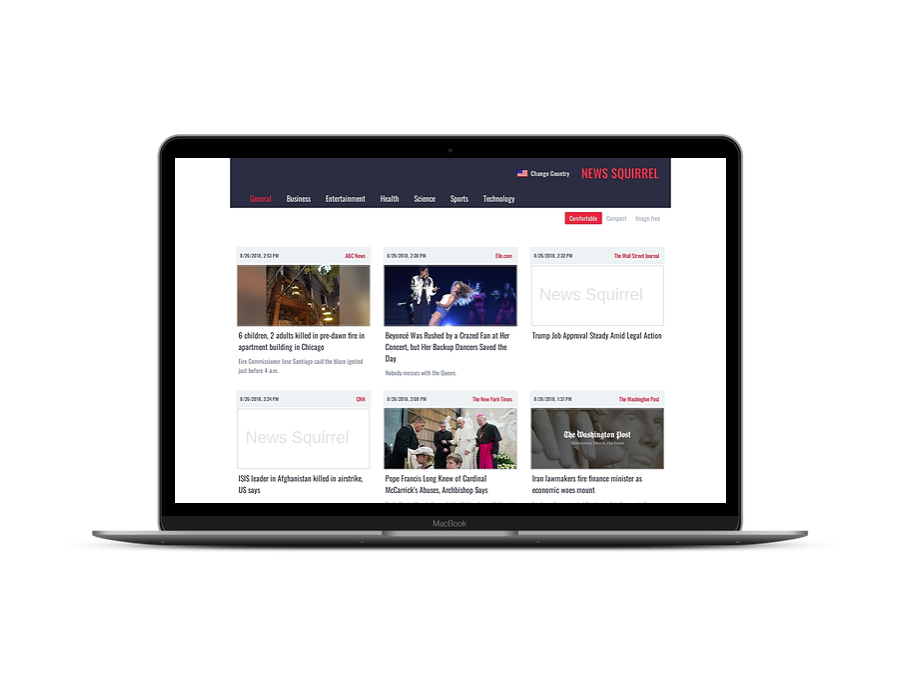 Change Country
NEWS SQUIRREL
General Business Entertainment Health Science Sports Technology
Comfortable Compact Image free
8/26/2018, 2:53 PM ABC News
6 children, 2 adults killed in pre-dawn fire in
apartment building in Chicago
Fire Commissioner Jose Santiago said the blaze ignited
just before 4 a.m.
8/26/2018, 2:38 PM Elle.com
Beyoncé Was Rushed by a Crazed Fan at Her
Concert, but Her Backup Dancers Saved the
Day
Nobody messes with the Queen.
8/26/2018, 2:32 PM The Wall Street Journal
News Squirrel
Trump Job Approval Steady Amid Legal Action
8/26/2018, 2:24 PM CNN
News Squirrel
ISIS leader in Afghanistan killed in airstrike,
US says
8/26/2018, 2:08 PM The New York Times
Pope Francis Long Knew of Cardinal
McCarrick's Abuses, Archbishop Says
8/26/2018, 1:37 PM The Washington Post
The Washington Post
Democracy Dies in Darkness
Iran lawmakers fire finance minister as
economic woes mount
MacBook